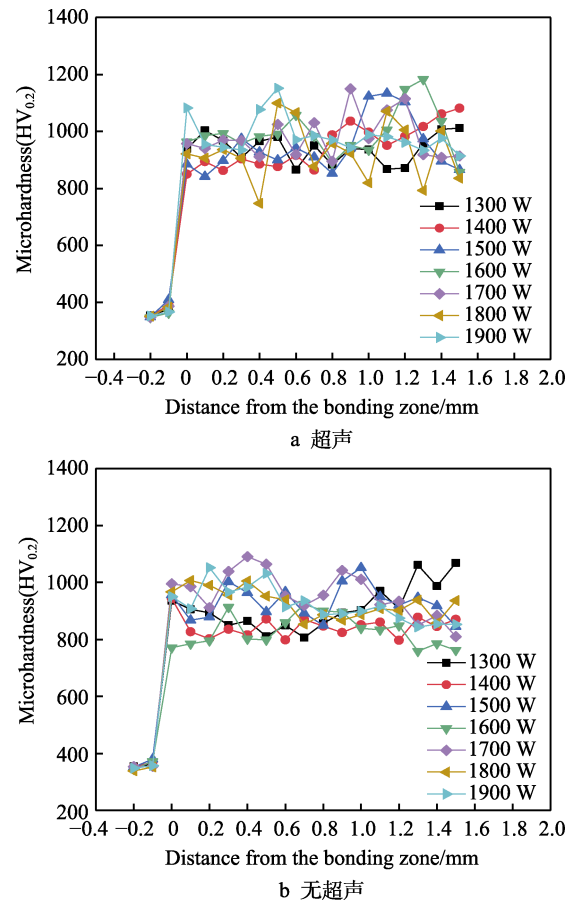 1400
1200
1000
800
600
400
200
Microhardness(HV0.2)
1300 W
1400 W
1500 W
1600 W
1700 W
1800 W
1900 W
−0.4 −0.2 0 0.2 0.4 0.6 0.8 1.0 1.2 1.4 1.6 1.8 2.0
Distance from the bonding zone/mm
a 超声
1400
1200
1000
800
600
400
200
Microhardness(HV0.2)
1300 W
1400 W
1500 W
1600 W
1700 W
1800 W
1900 W
−0.4 −0.2 0 0.2 0.4 0.6 0.8 1.0 1.2 1.4 1.6 1.8 2.0
Distance from the bonding zone/mm
b 无超声